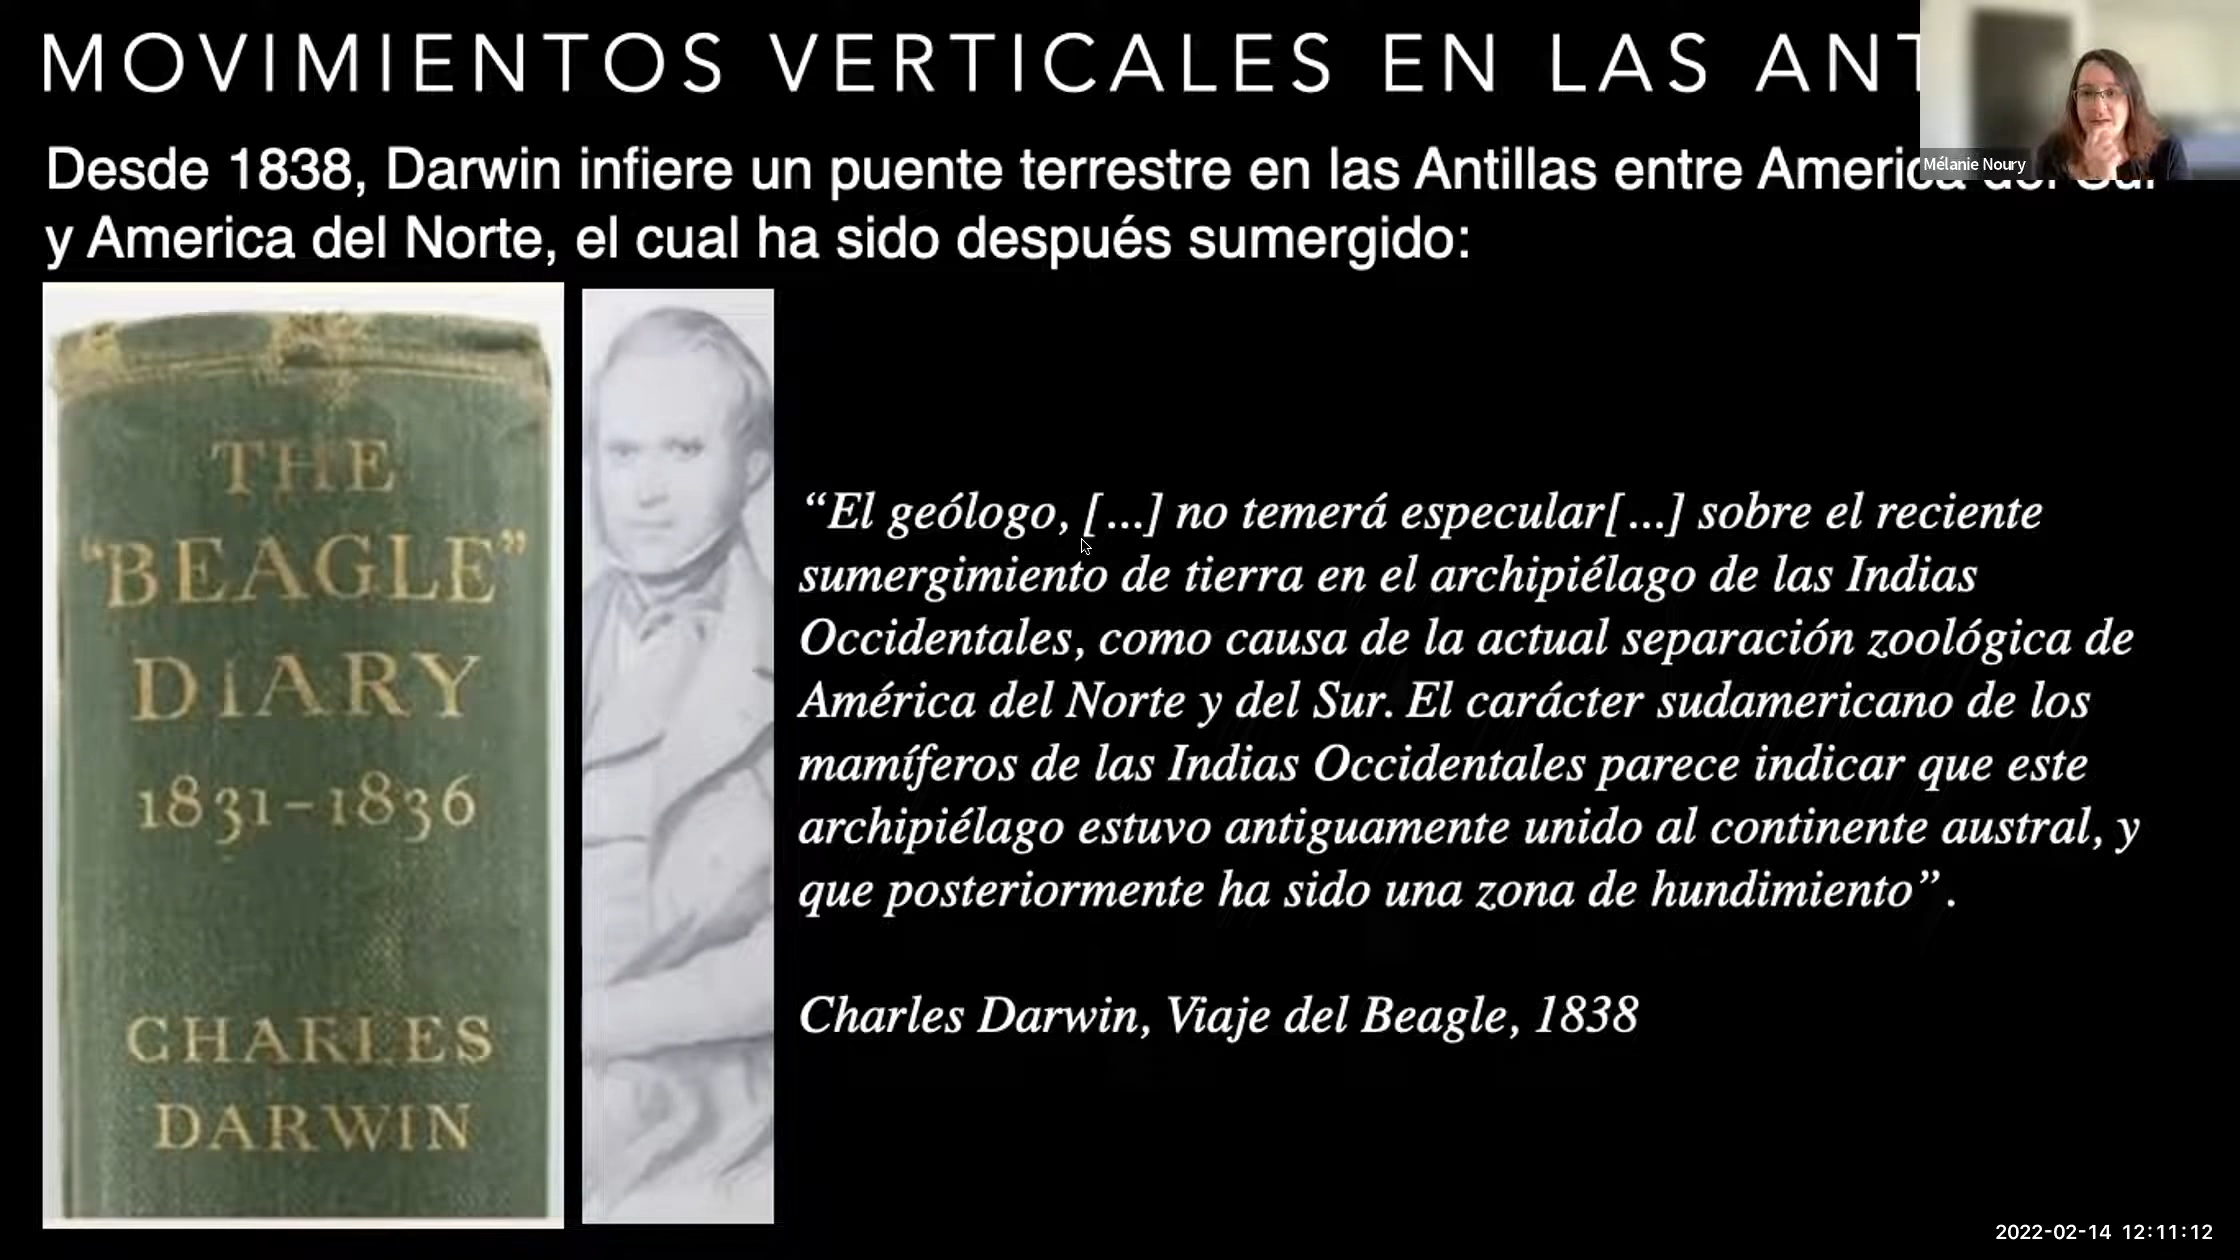 MOVIMIENTOS VERTICALES EN LAS ANT
Mélanie Noury
Desde 1838, Darwin infiere un puente terrestre en las Antillas entre America del Sur
y America del Norte, el cual ha sido después sumergido:
THE
"BEAGLE"
DIARY
1831-1836
CHARLES
DARWIN
“El geólogo, [...] no temerá especular[...] sobre el reciente
sumergimiento de tierra en el archipiélago de las Indias
Occidentales, como causa de la actual separación zoológica de
América del Norte y del Sur. El carácter sudamericano de los
mamíferos de las Indias Occidentales parece indicar que este
archipiélago estuvo antiguamente unido al continente austral, y
que posteriormente ha sido una zona de hundimiento”.
Charles Darwin, Viaje del Beagle, 1838
2022-02-14 12:11:12